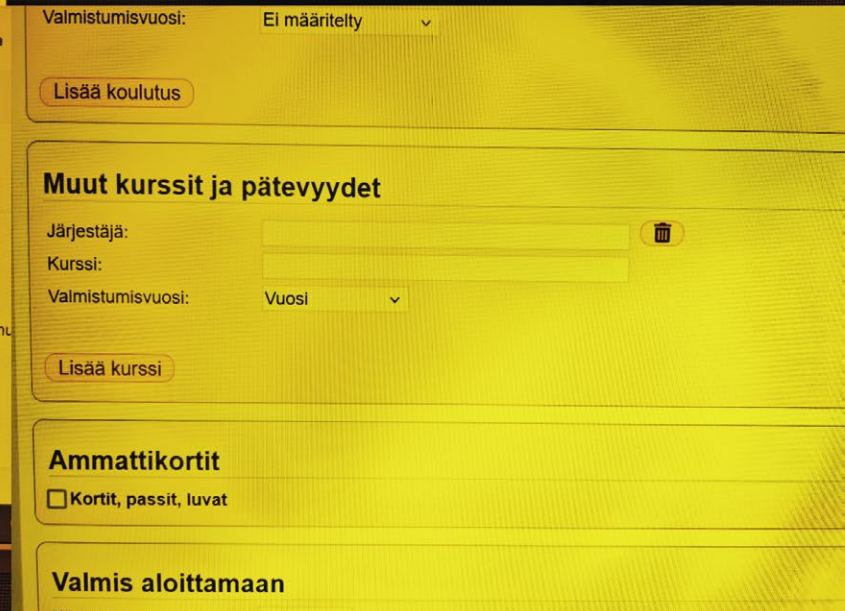 Valmistumisvuosi: Ei määritelty
Lisää koulutus
Muut kurssit ja pätevyydet
Järjestäjä:
Kurssi:
Valmistumisvuosi: Vuosi
Lisää kurssi
Ammattikortit
Kortit, passit, luvat
Valmis aloittamaan